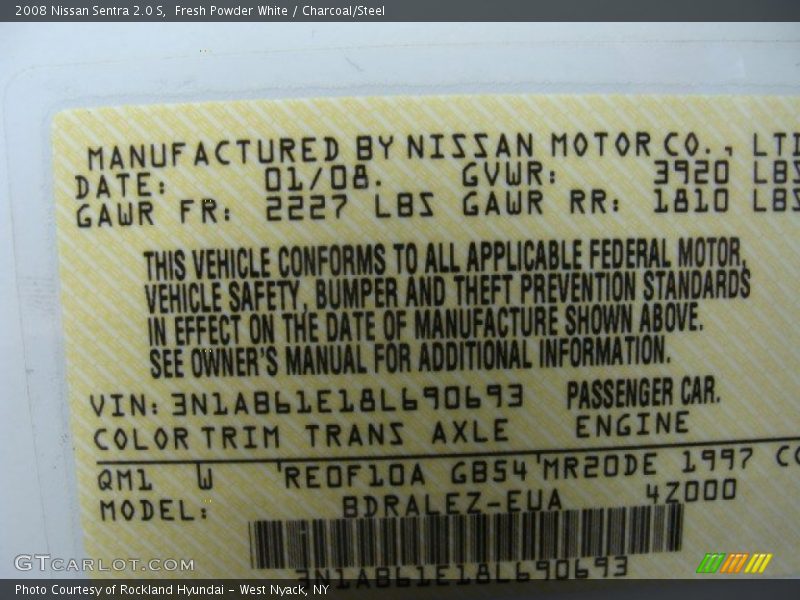 2008 Nissan Sentra 2.0 S, Fresh Powder White / Charcoal/Steel
MANUFACTURED BY NISSAN MOTOR CO., LTD
DATE: 01/08. GVWR: 3920 LBS
GAWR FR: 2227 LBS GAWR RR: 1810 LBS
THIS VEHICLE CONFORMS TO ALL APPLICABLE FEDERAL MOTOR,
VEHICLE SAFETY, BUMPER AND THEFT PREVENTION STANDARDS
IN EFFECT ON THE DATE OF MANUFACTURE SHOWN ABOVE.
SEE OWNER'S MANUAL FOR ADDITIONAL INFORMATION.
VIN: 3N1AB61E18L690693 PASSENGER CAR.
COLOR TRIM TRANS AXLE ENGINE
QM1 W 'RE0F10A GB54 'MR20DE 1997 CC
MODEL: BDRALEZ-EUA 4Z000
3N1AB61E18L690693
GTCarLot.com
Photo Courtesy of Rockland Hyundai - West Nyack, NY